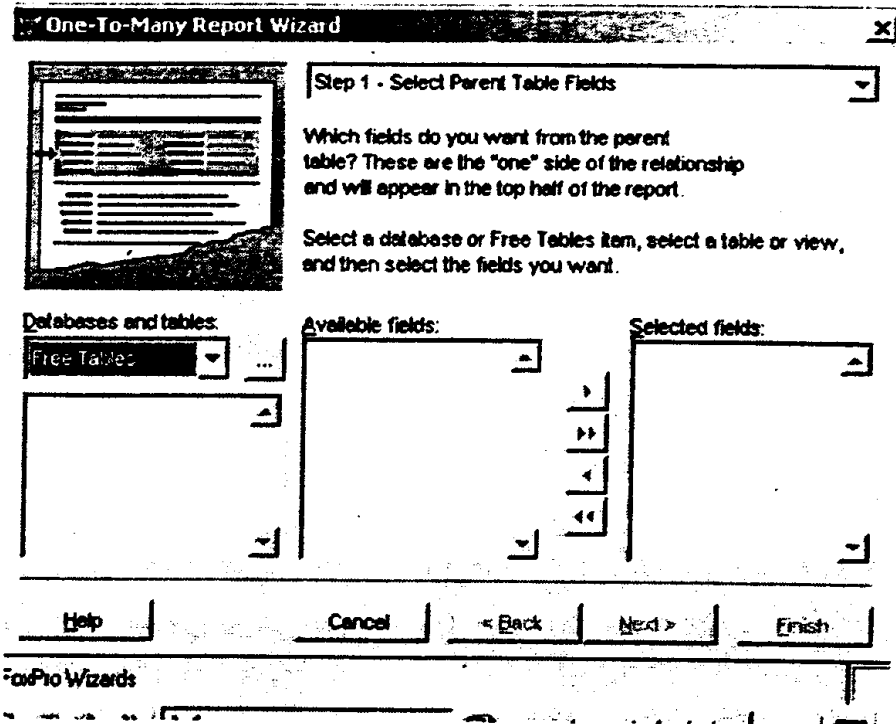 One-To-Many Report Wizard
Step 1 - Select Parent Table Fields
Which fields do you want from the parent
table? These are the "one" side of the relationship
and will appear in the top half of the report.
Select a database or Free Tables item, select a table or view,
and then select the fields you want.
Databases and tables:
Available fields:
Selected fields:
Free Tables
...
Help
Cancel
< Back
Next >
Finish
FoxPro Wizards